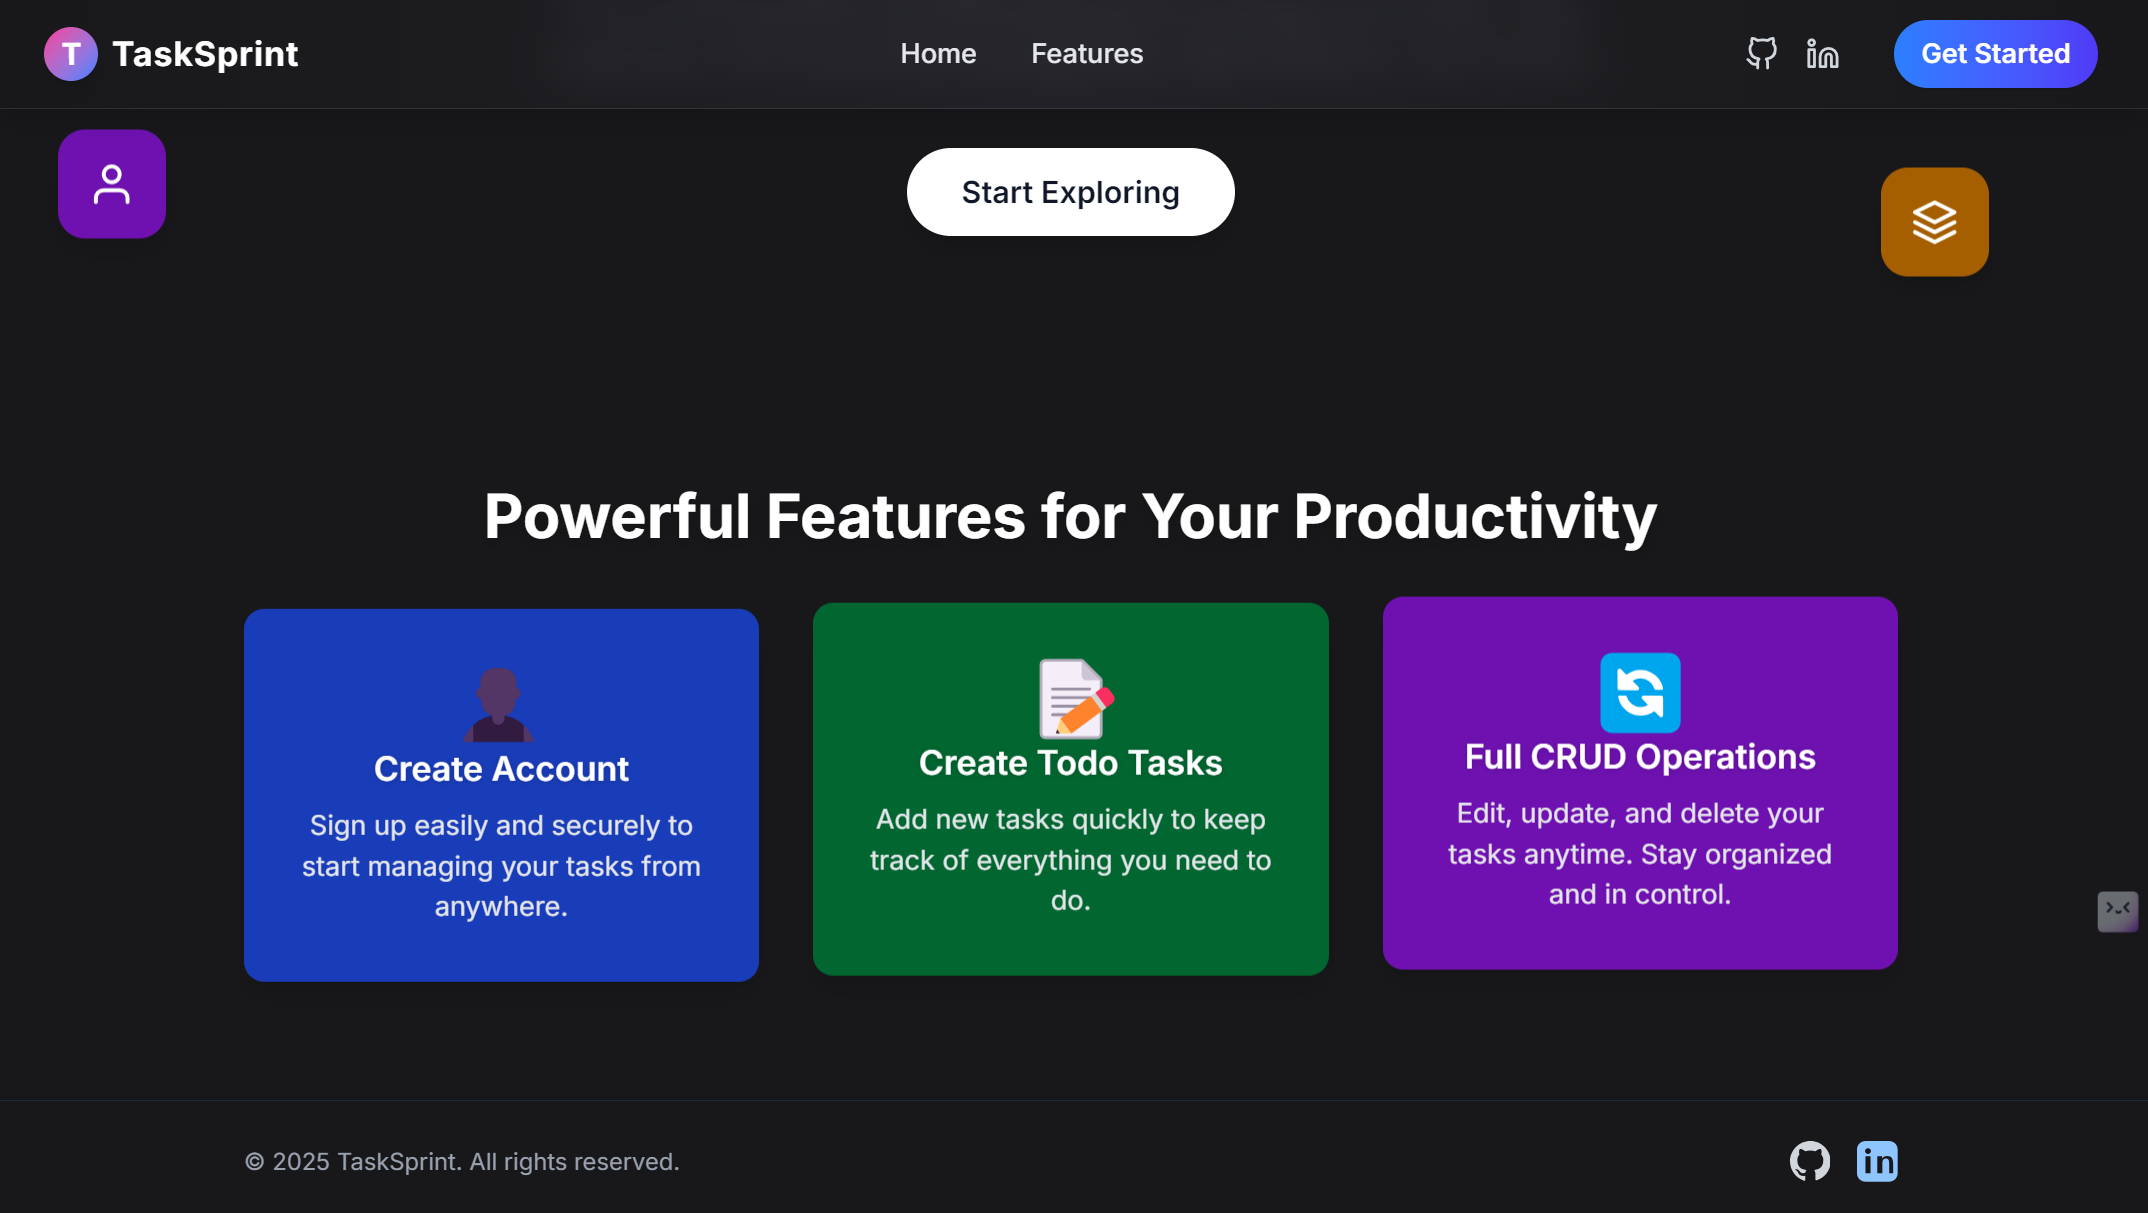 T TaskSprint
Home
Features
Get Started
Start Exploring
Powerful Features for Your Productivity
Create Account
Sign up easily and securely to
start managing your tasks from
anywhere.
Create Todo Tasks
Add new tasks quickly to keep
track of everything you need to
do.
Full CRUD Operations
Edit, update, and delete your
tasks anytime. Stay organized
and in control.
© 2025 TaskSprint. All rights reserved.